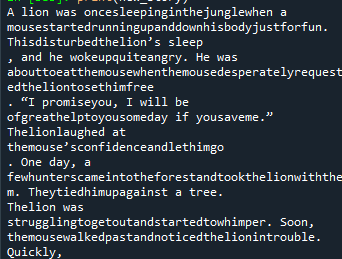 A lion was oncesleepinginthejunglewhen a
mousestartedrunningupanddownhisbodyjustforfun.
Thisdisturbedthelion’s sleep
, and he wokeupquiteangry. He was
abouttoeatthemousewhenthemousedesperatelyrequest
edtheliontosethimfree
. “I promiseyou, I will be
ofgreathelptoyousomeday if yousaveme.”
Thelionlaughed at
themouse’sconfidenceandlethimgo
. One day, a
fewhunterscameintotheforestandtookthelionwiththe
m. Theytiedhimupagainst a tree.
Thelion was
strugglingtogetoutandstartedtowhimper. Soon,
themousewalkedpastandnoticedthelionintrouble.
Quickly,